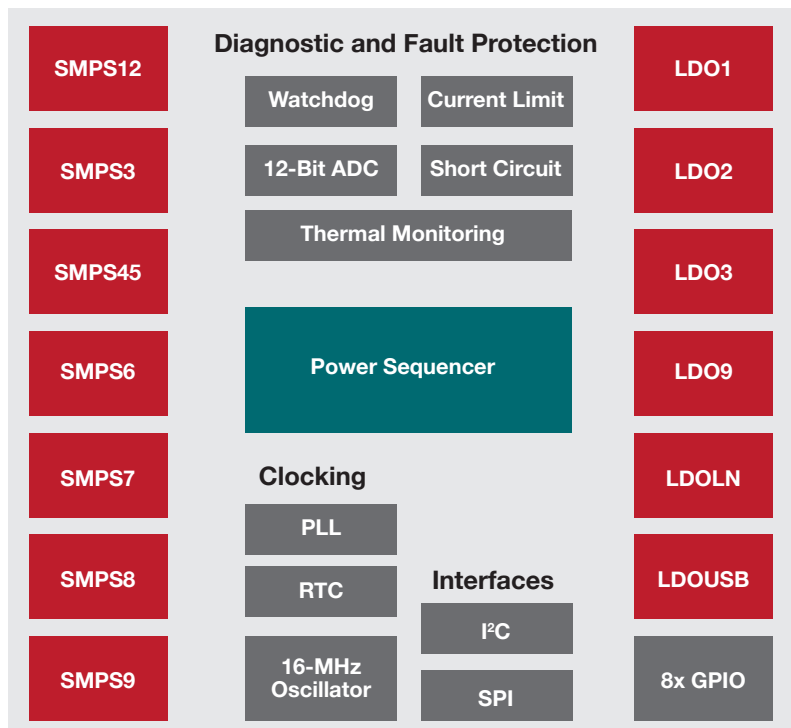 SMPS12
SMPS3
SMPS45
SMPS6
SMPS7
SMPS8
SMPS9
Diagnostic and Fault Protection
Watchdog
Current Limit
12-Bit ADC
Short Circuit
Thermal Monitoring
Power Sequencer
Clocking
PLL
RTC
16-MHz
Oscillator
Interfaces
I²C
SPI
LDO1
LDO2
LDO3
LDO9
LDOLN
LDOUSB
8x GPIO